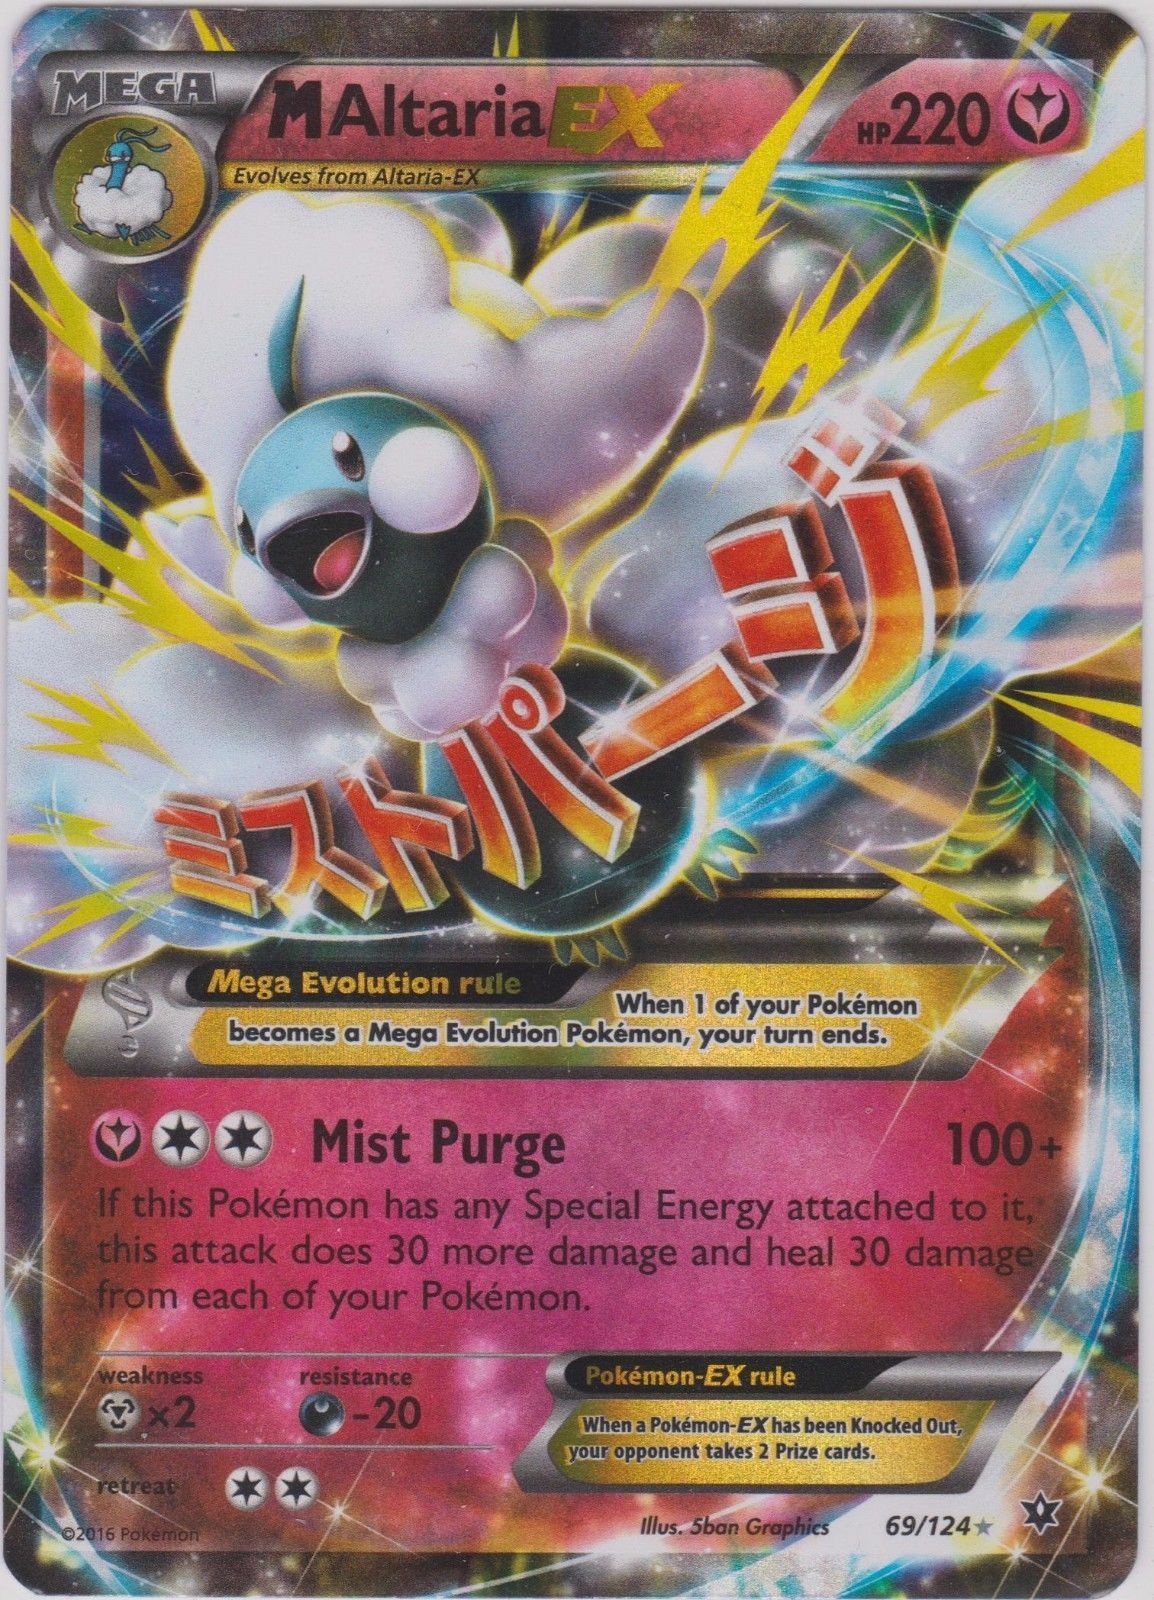 MEGA
MAltariaEX
HP220
Evolves from Altaria-EX
ミストパージ
Mega Evolution rule
When 1 of your Pokémon
becomes a Mega Evolution Pokémon, your turn ends.
Mist Purge 100+
If this Pokémon has any Special Energy attached to it,
this attack does 30 more damage and heal 30 damage
from each of your Pokémon.
weakness resistance
×2 -20
Pokémon-EX rule
When a Pokémon-EX has been Knocked Out,
your opponent takes 2 Prize cards.
retreat
©2016 Pokémon
Illus. 5ban Graphics
69/124